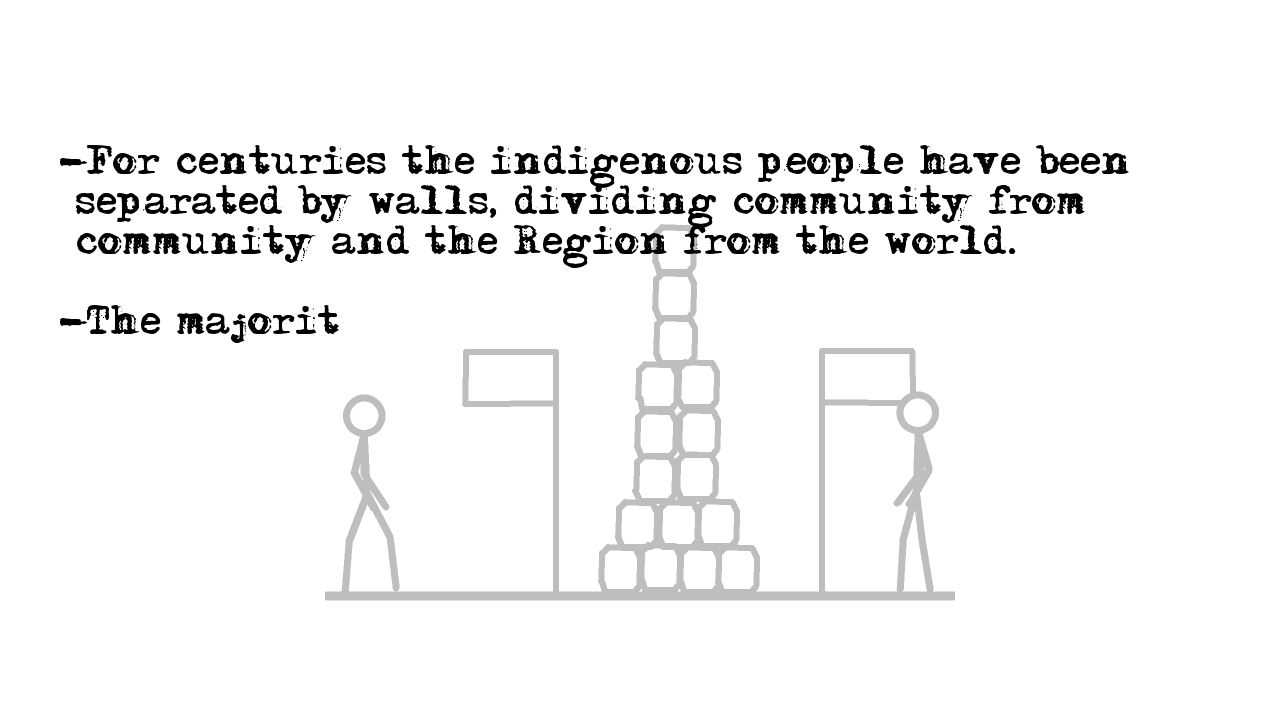 -For centuries the indigenous people have been
separated by walls, dividing community from
community and the Region from the world.
-The majorit